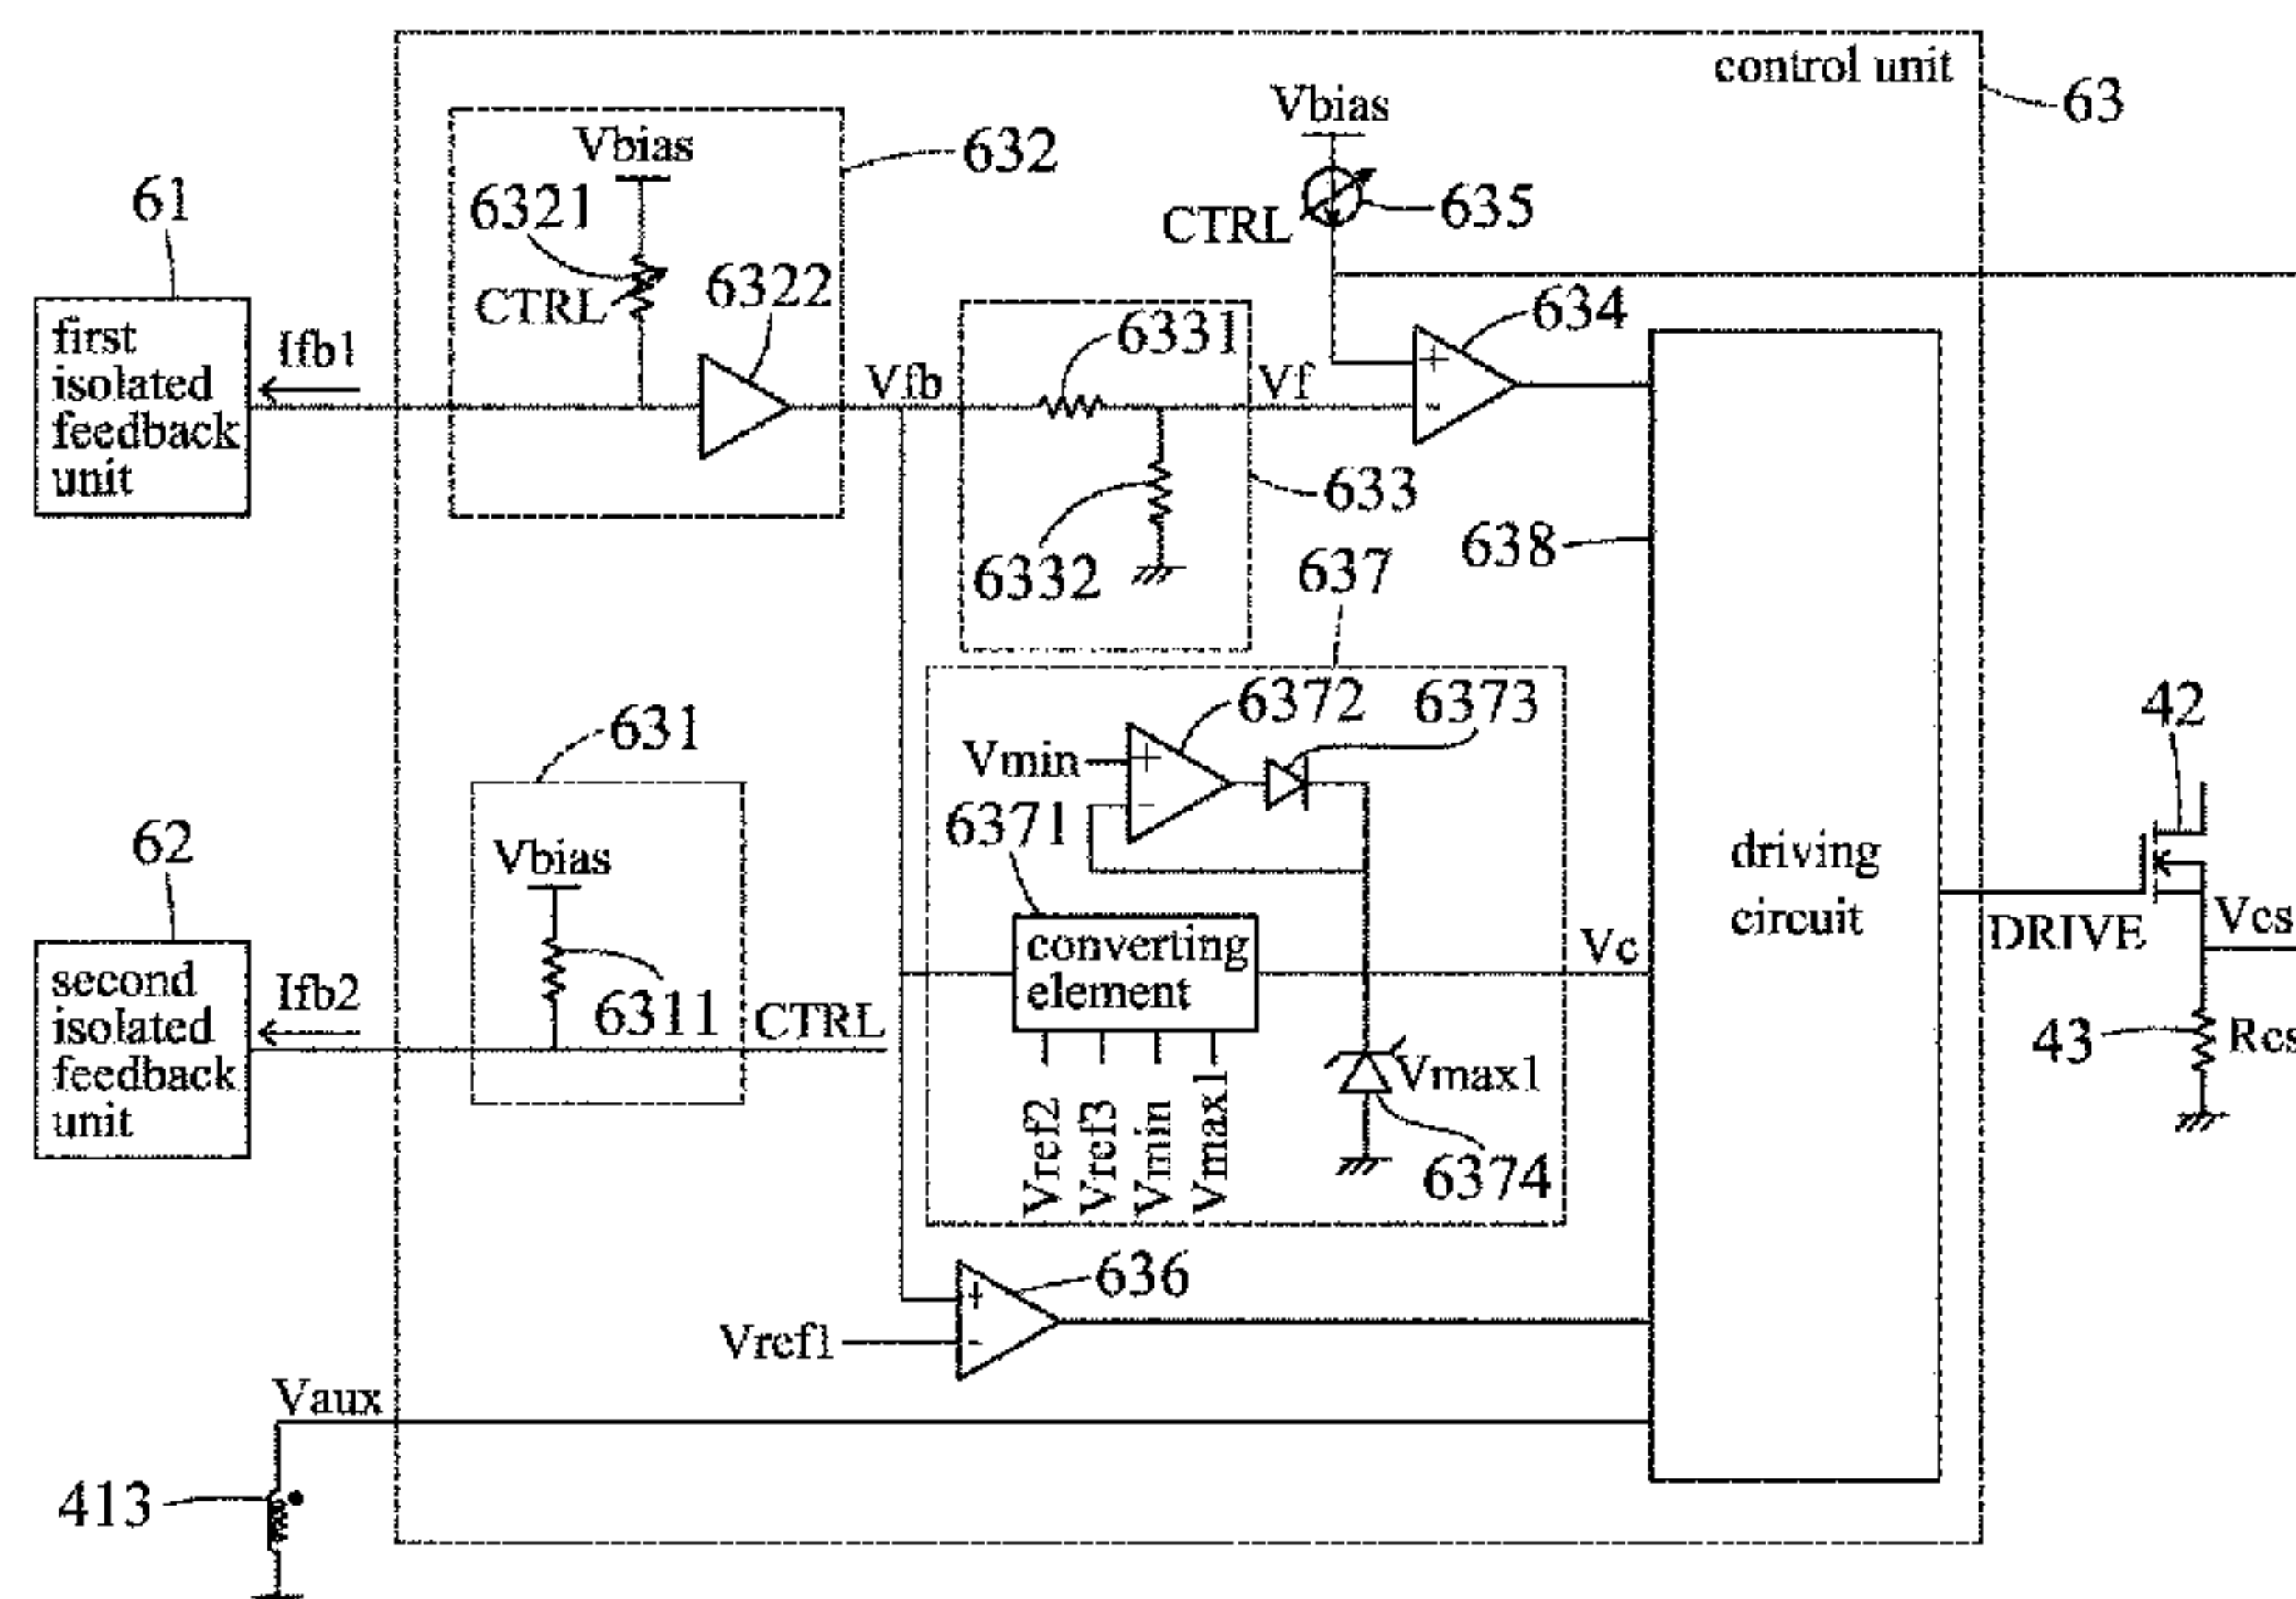 control unit
63
Vbias
632
Vbias
61
6321
635
CTRL
CTRL
6322
634
first
isolated
feedback
unit
Ifb1
6331
Vfb
Vf
+
-
633
638
6332
637
6372
6373
42
631
Vmin
+
-
6371
62
Vbias
driving
circuit
converting
element
Vc
DRIVE
Vcs
second
isolated
feedback
unit
Ifb2
6311
CTRL
43
Rcs
Vmax1
Vref2
Vref3
Vmin
Vmax1
6374
636
+
-
Vref1
Vaux
413